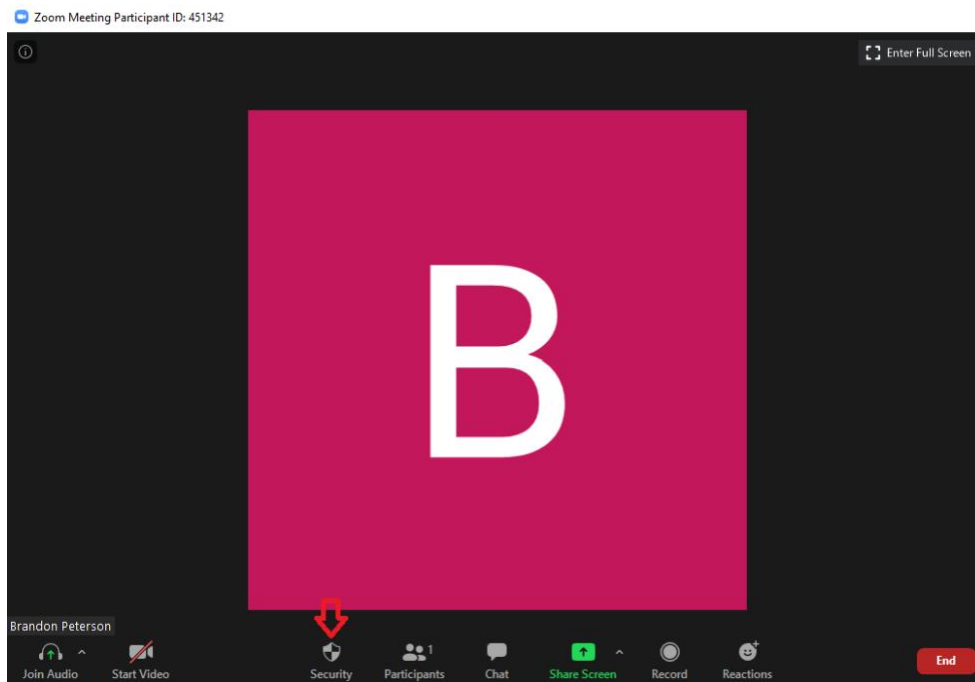 Zoom Meeting Participant ID: 451342
Enter Full Screen
B
Brandon Peterson
1
Join Audio Start Video Security Participants Chat Share Screen Record Reactions End